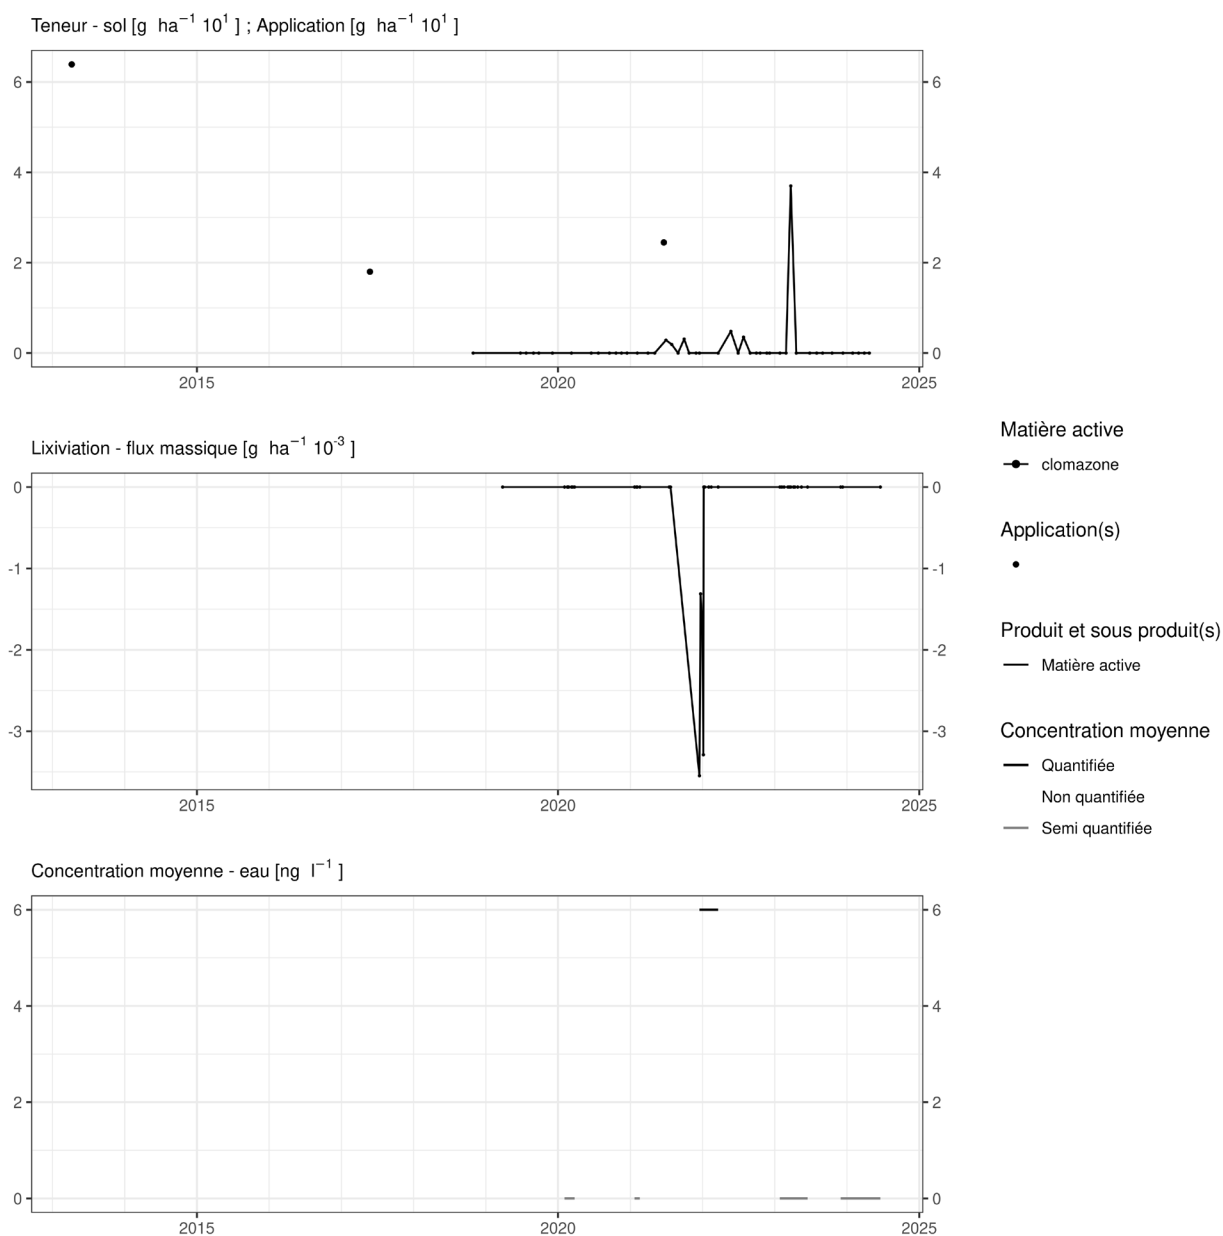 Teneur - sol [g ha⁻¹ 10¹ ] ; Application [g ha⁻¹ 10¹ ]
6 6
4 4
2 2
0 0
2015 2020 2025
Lixiviation - flux massique [g ha⁻¹ 10⁻³ ]
0 0
-1 -1
-2 -2
-3 -3
2015 2020 2025
Concentration moyenne - eau [ng l⁻¹ ]
6 6
4 4
2 2
0 0
2015 2020 2025
Matière active
clomazone
Application(s)
Produit et sous produit(s)
Matière active
Concentration moyenne
Quantifiée
Non quantifiée
Semi quantifiée